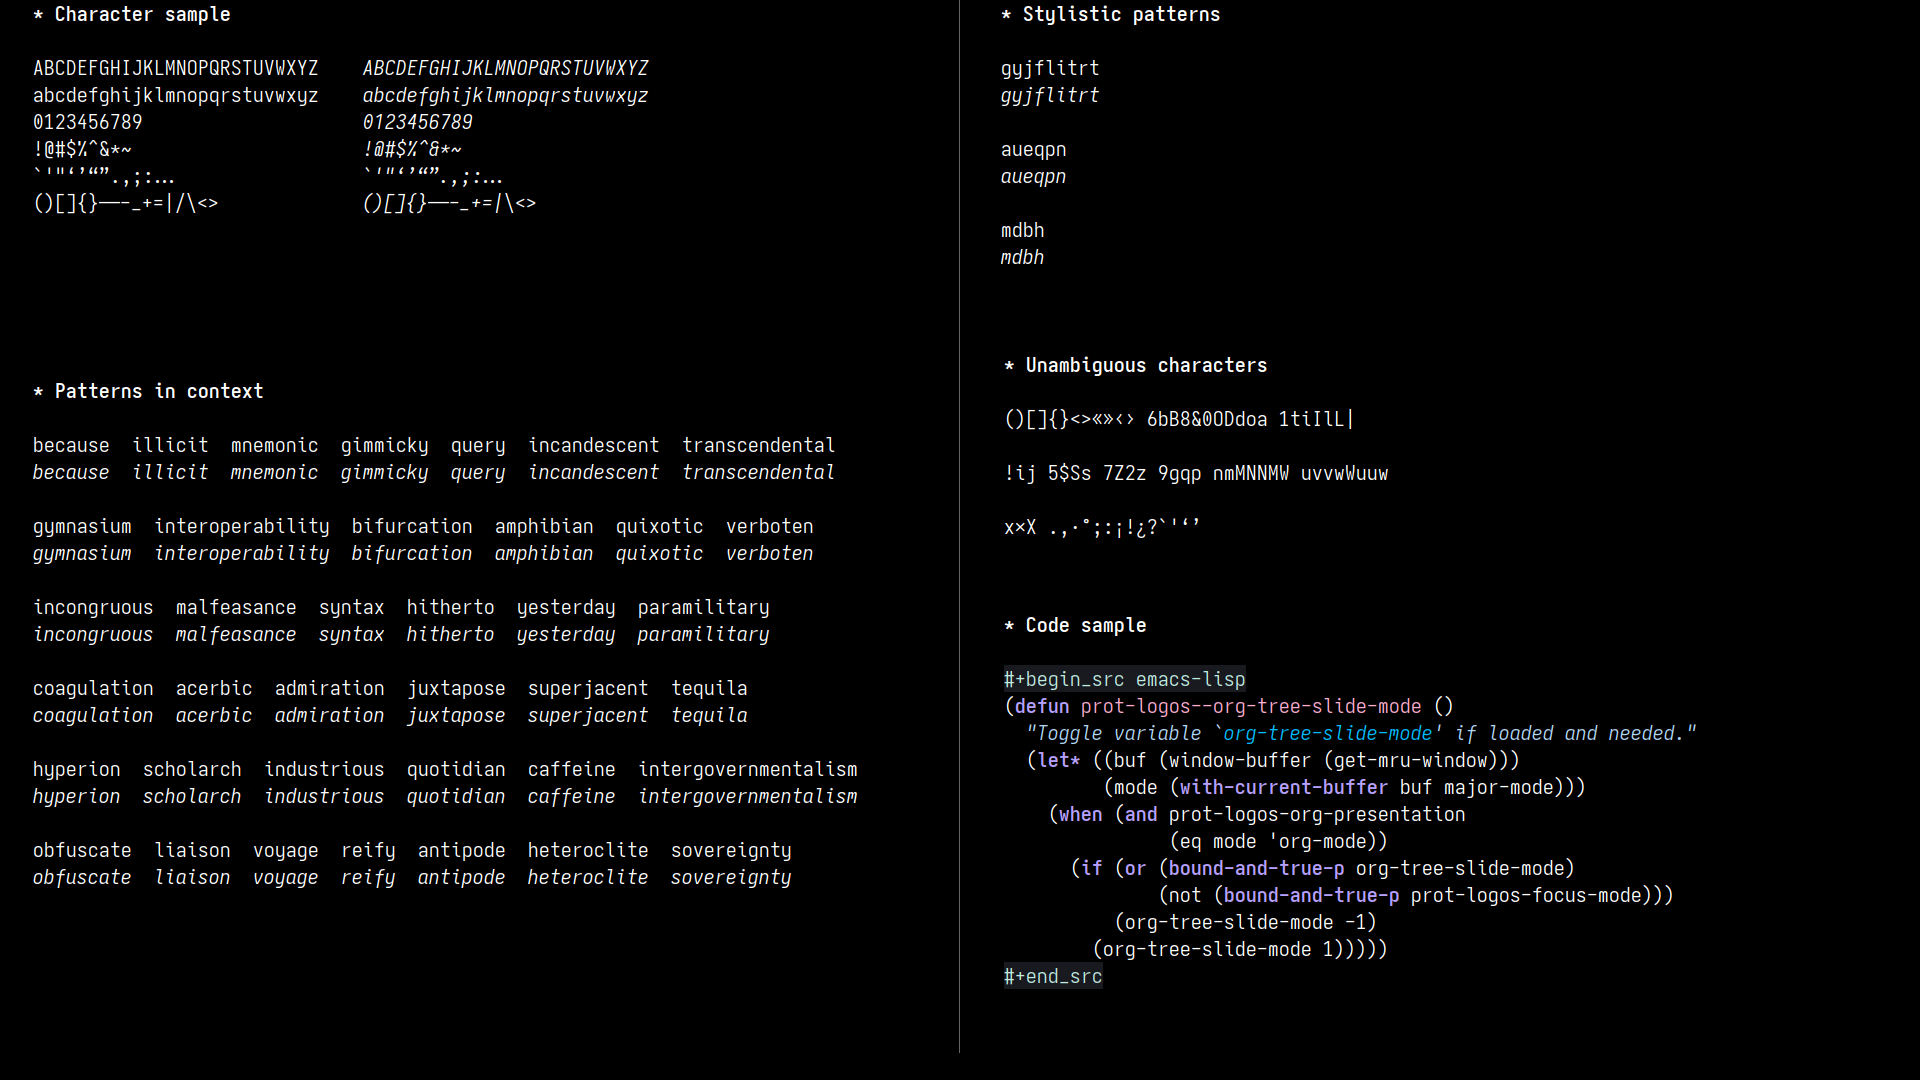 * Character sample
ABCDEFGHIJKLMNOPQRSTUVWXYZ    ABCDEFGHIJKLMNOPQRSTUVWXYZ
abcdefghijklmnopqrstuvwxyz    abcdefghijklmnopqrstuvwxyz
0123456789                    0123456789
!@#$%^&*~                     !@#$%^&*~
`'"‘’“”.,;:…                  `'"‘’“”.,;:…
()[]{}—–-_+=|/\<>             ()[]{}—–-_+=|\<>
* Patterns in context
because  illicit  mnemonic  gimmicky  query  incandescent  transcendental
because  illicit  mnemonic  gimmicky  query  incandescent  transcendental
gymnasium  interoperability  bifurcation  amphibian  quixotic  verboten
gymnasium  interoperability  bifurcation  amphibian  quixotic  verboten
incongruous  malfeasance  syntax  hitherto  yesterday  paramilitary
incongruous  malfeasance  syntax  hitherto  yesterday  paramilitary
coagulation  acerbic  admiration  juxtapose  superjacent  tequila
coagulation  acerbic  admiration  juxtapose  superjacent  tequila
hyperion  scholarch  industrious  quotidian  caffeine  intergovernmentalism
hyperion  scholarch  industrious  quotidian  caffeine  intergovernmentalism
obfuscate  liaison  voyage  reify  antipode  heteroclite  sovereignty
obfuscate  liaison  voyage  reify  antipode  heteroclite  sovereignty
* Stylistic patterns
gyjflitrt
gyjflitrt
aueqpn
aueqpn
mdbh
mdbh
* Unambiguous characters
()[]{}<>«»‹› 6bB8&0ODdoa 1tiIlL|
!ij 5$Ss 7Z2z 9gqp nmMNNMW uvvwWuuw
x×X .,·°;:¡!¿?`'‘’
* Code sample
#+begin_src emacs-lisp
(defun prot-logos--org-tree-slide-mode ()
  "Toggle variable `org-tree-slide-mode' if loaded and needed."
  (let* ((buf (window-buffer (get-mru-window)))
         (mode (with-current-buffer buf major-mode)))
    (when (and prot-logos-org-presentation
               (eq mode 'org-mode))
      (if (or (bound-and-true-p org-tree-slide-mode)
              (not (bound-and-true-p prot-logos-focus-mode)))
          (org-tree-slide-mode -1)
        (org-tree-slide-mode 1)))))
#+end_src